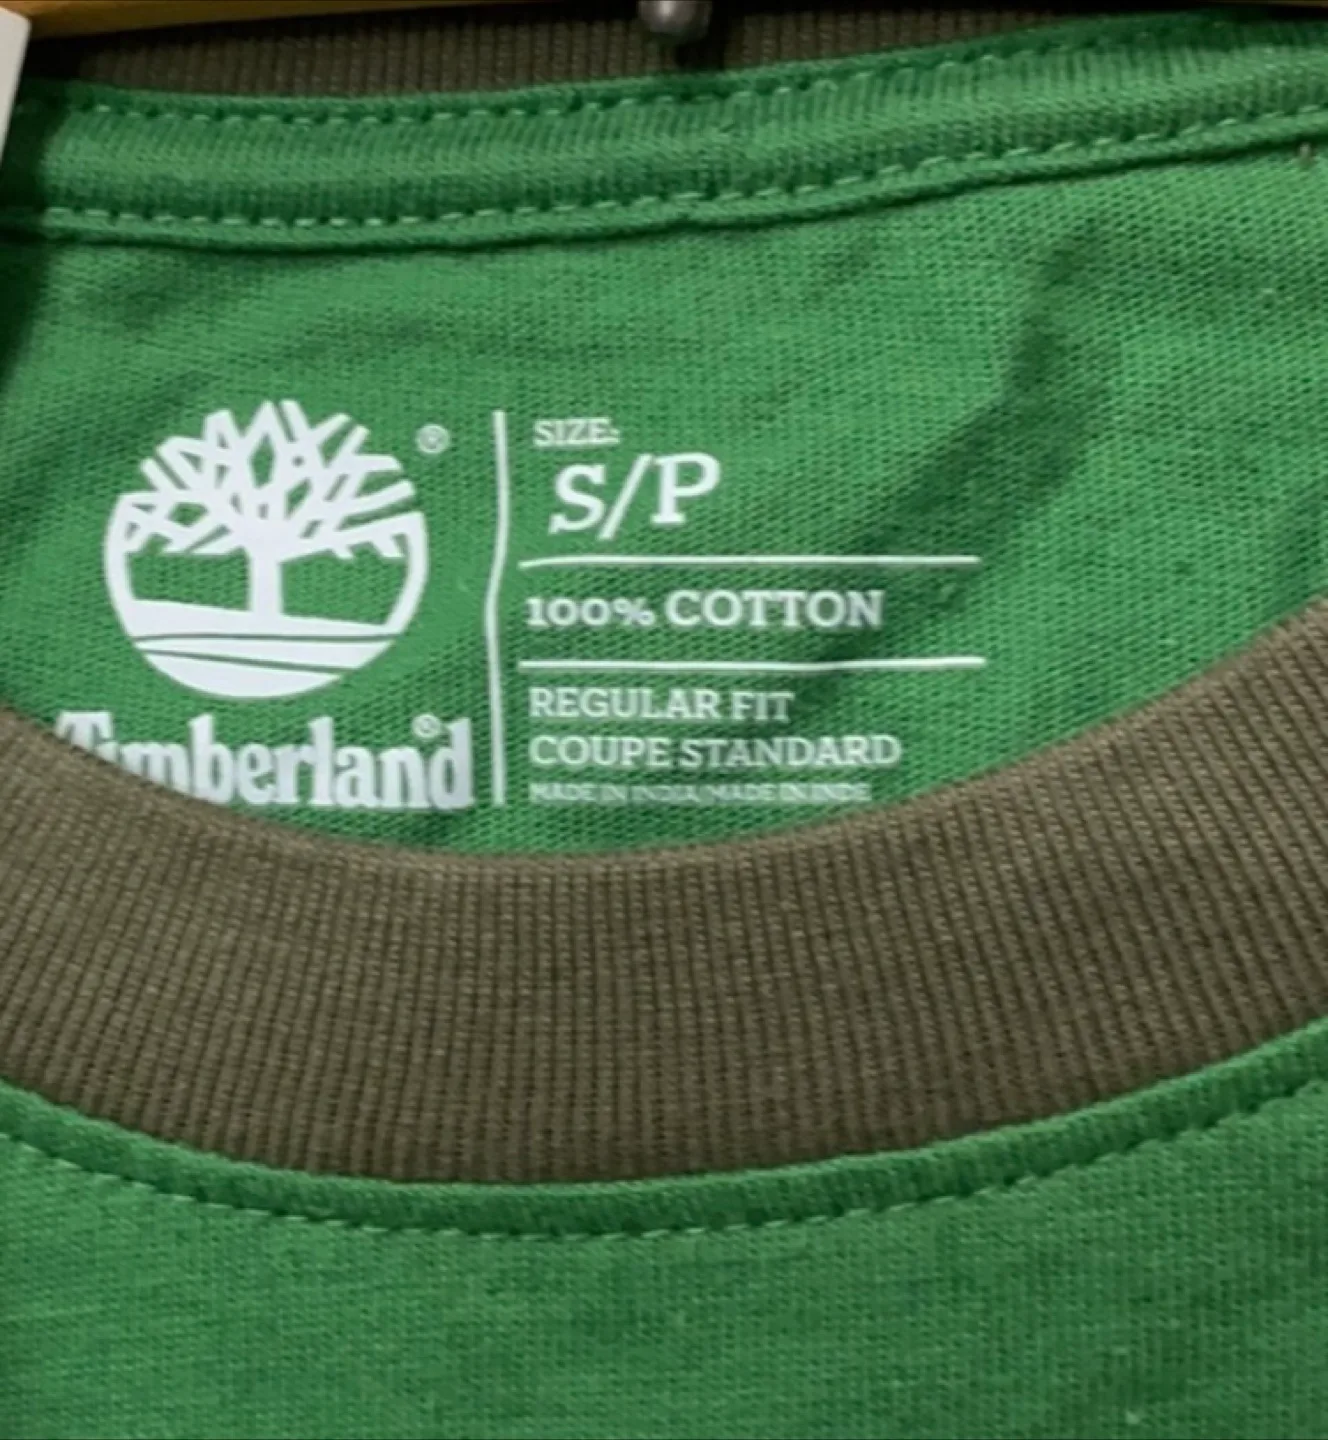 ®
Timberland®
SIZE:
S/P
100% COTTON
REGULAR FIT
COUPE STANDARD
MADE IN INDIA/MADE IN INDE